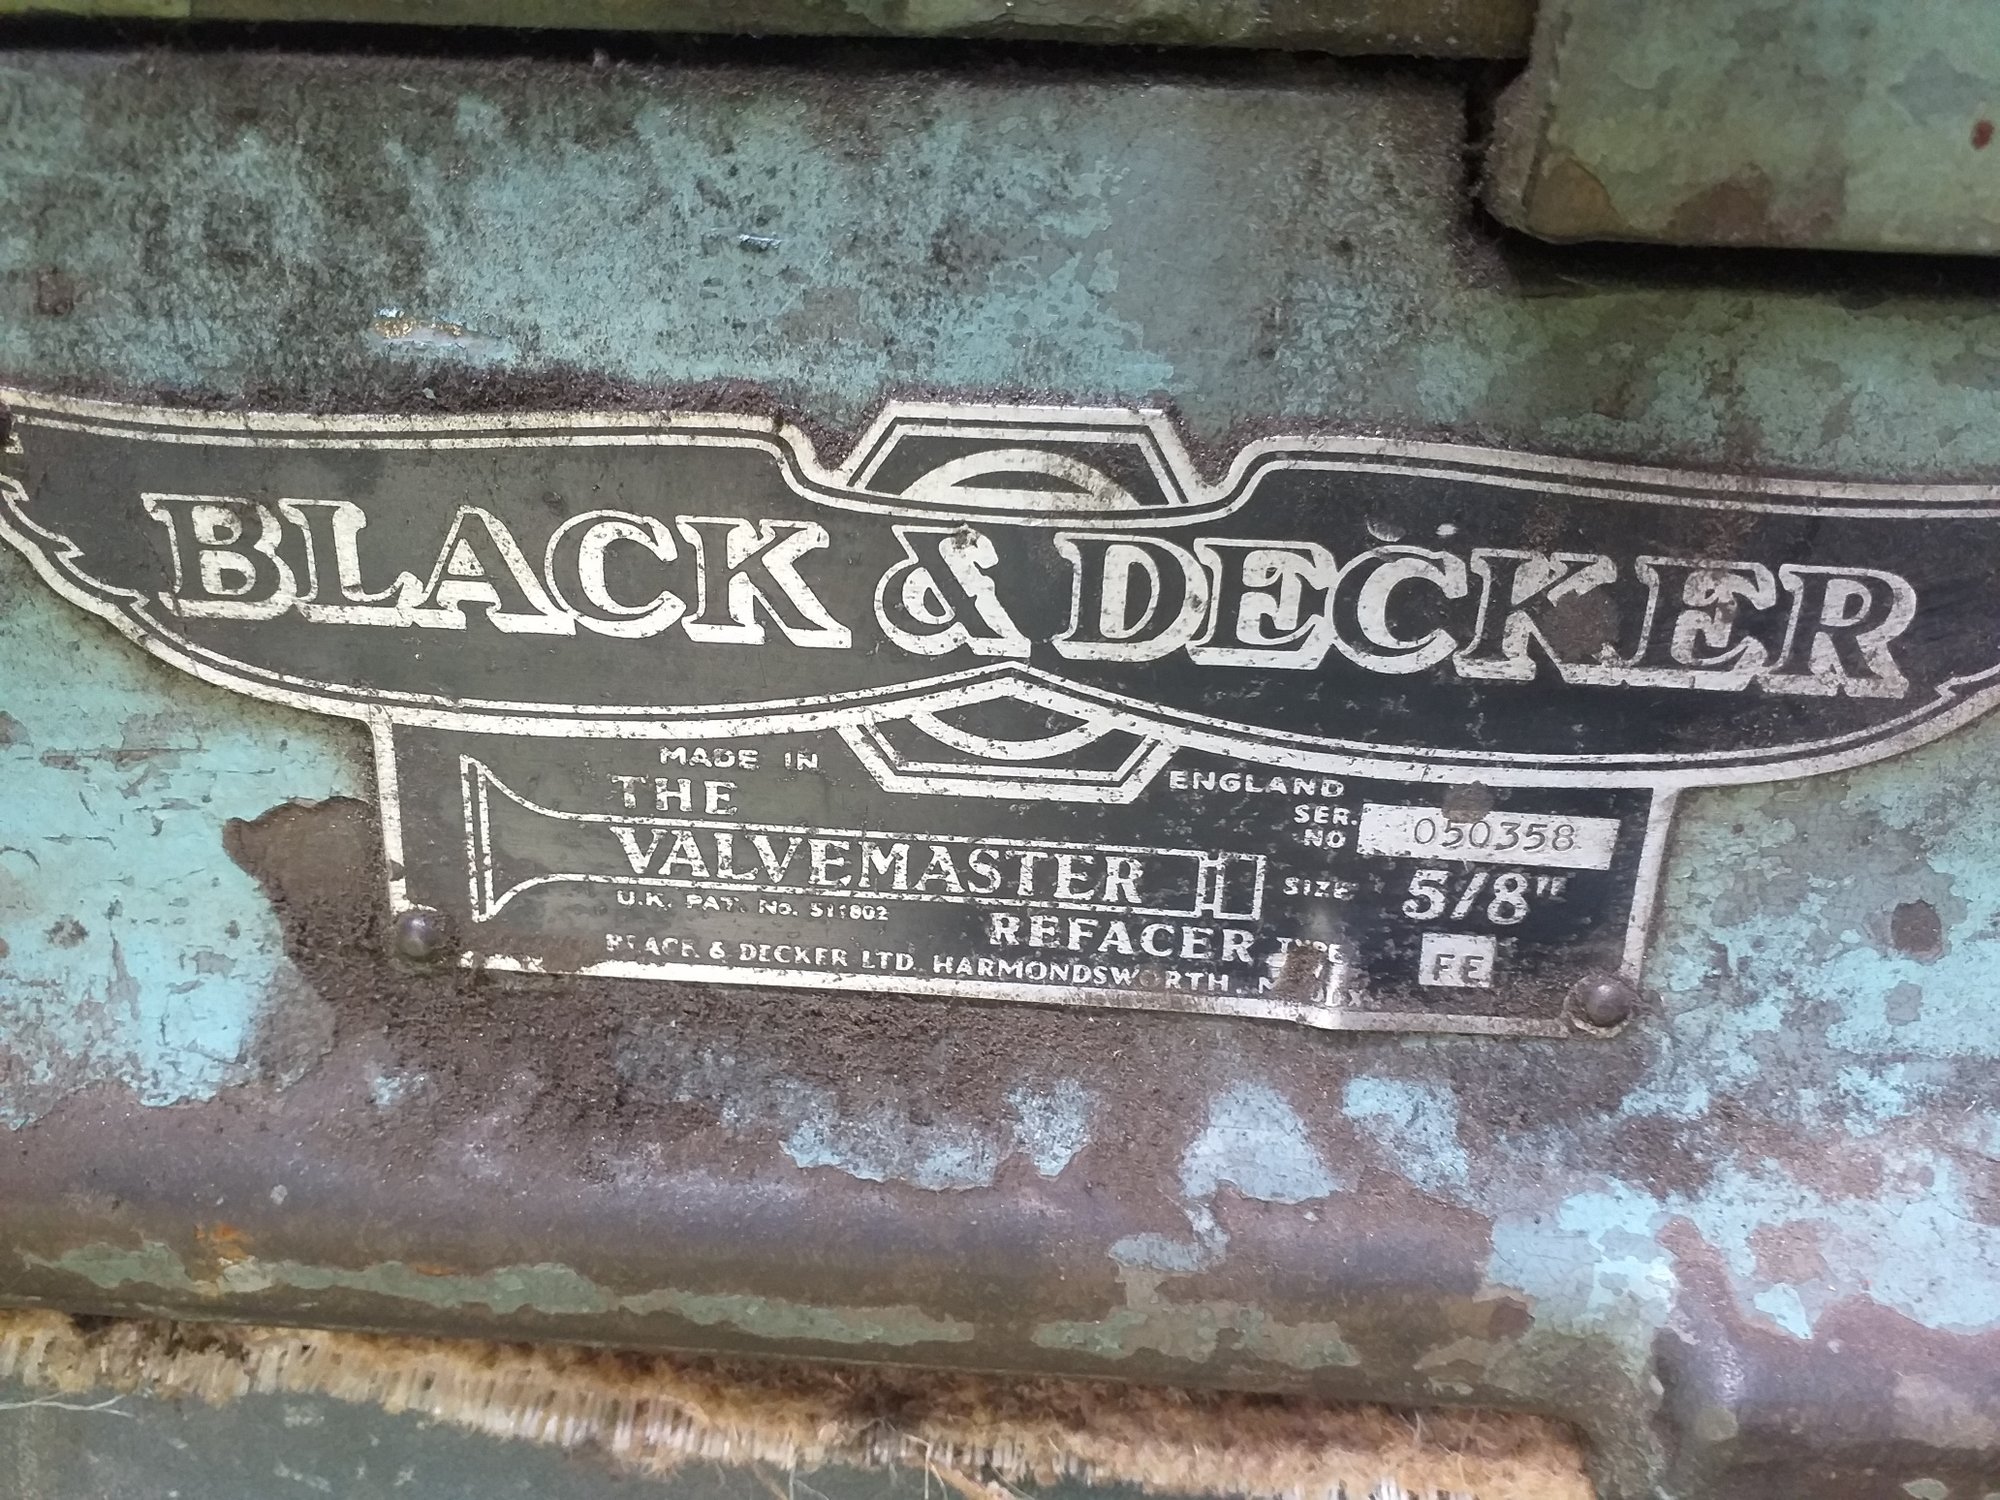 BLACK & DECKER
MADE IN ENGLAND
THE
VALVEMASTER
REFACER
U.K. PAT. No. 511802
SER. NO 050358
SIZE 5/8"
TYPE FE
BLACK & DECKER LTD. HARMONDSWORTH,